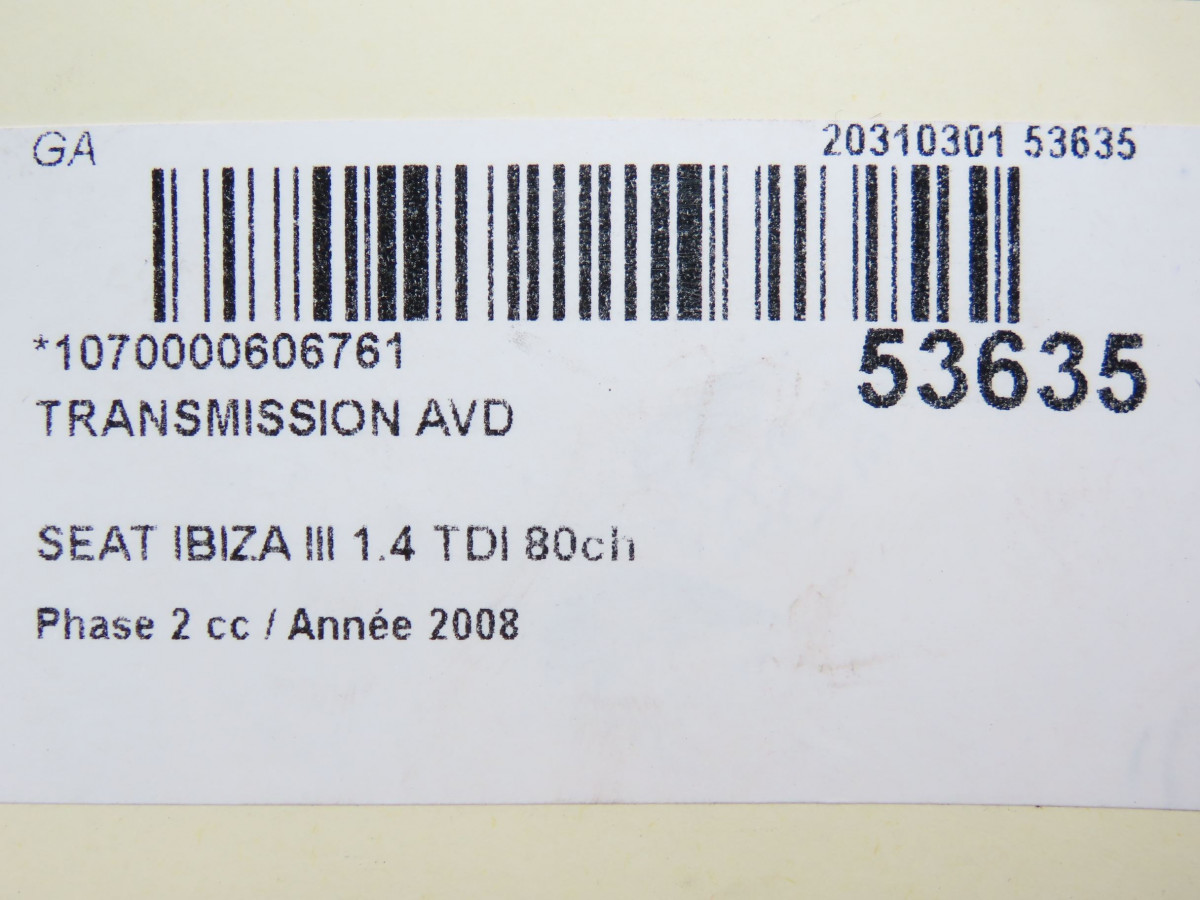 GA 20310301 53635
*1070000606761 53635
TRANSMISSION AVD
SEAT IBIZA III 1.4 TDI 80ch
Phase 2 cc / Année 2008